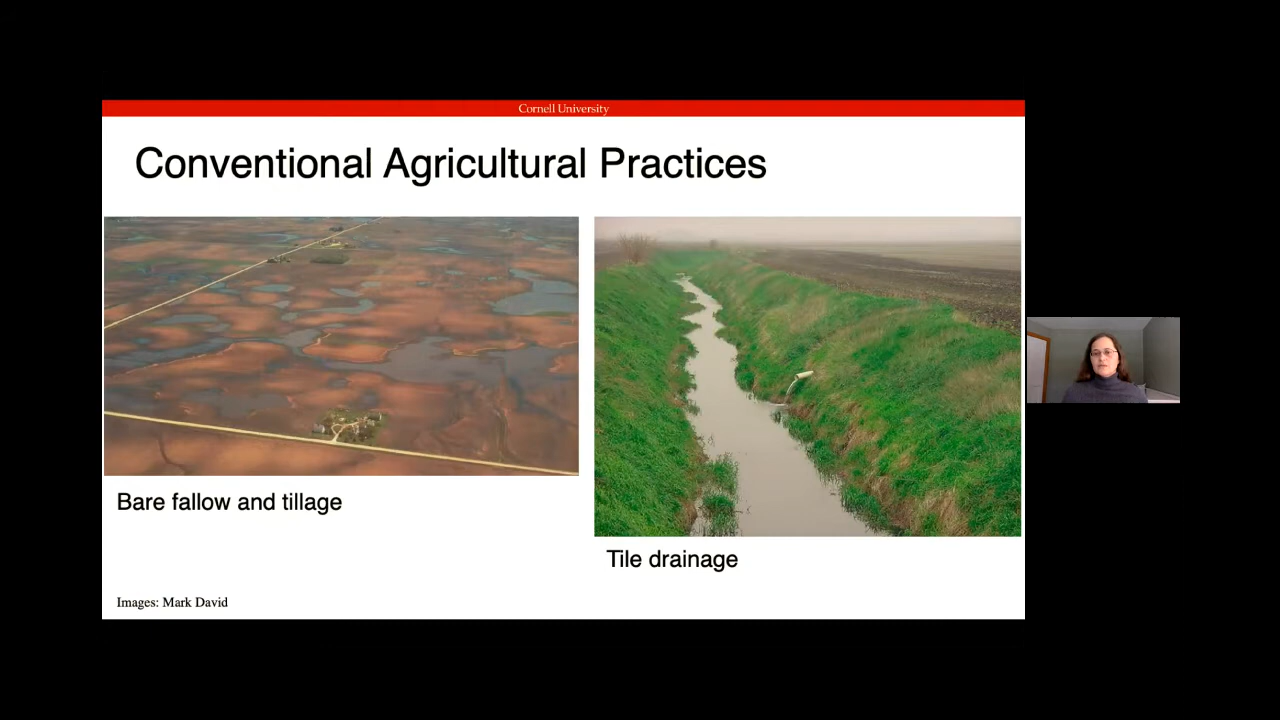 Cornell University
Conventional Agricultural Practices
Bare fallow and tillage
Tile drainage
Images: Mark David